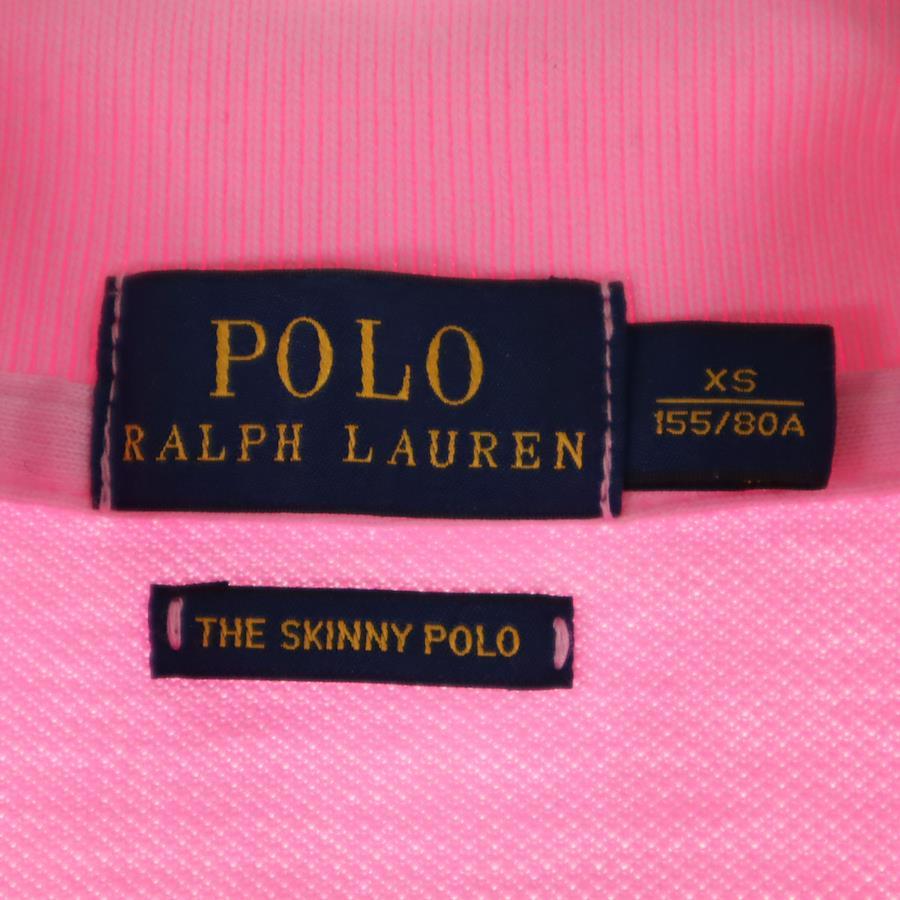 POLO
RALPH LAUREN
XS
155/80A
THE SKINNY POLO